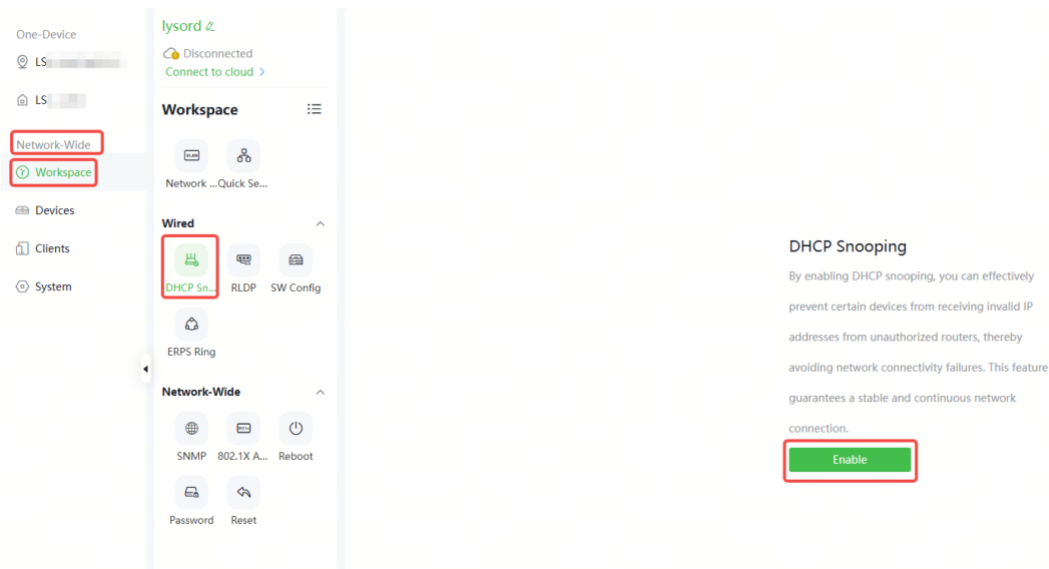 One-Device
LS
LS
Network-Wide
Workspace
Devices
Clients
System
lysord
Disconnected
Connect to cloud >
Workspace
VLAN
Network ...
Quick Se...
Wired
DHCP Sn...
RLDP
SW Config
ERPS Ring
Network-Wide
SNMP
802.1X A...
Reboot
Password
Reset
DHCP Snooping
By enabling DHCP snooping, you can effectively
prevent certain devices from receiving invalid IP
addresses from unauthorized routers, thereby
avoiding network connectivity failures. This feature
guarantees a stable and continuous network
connection.
Enable